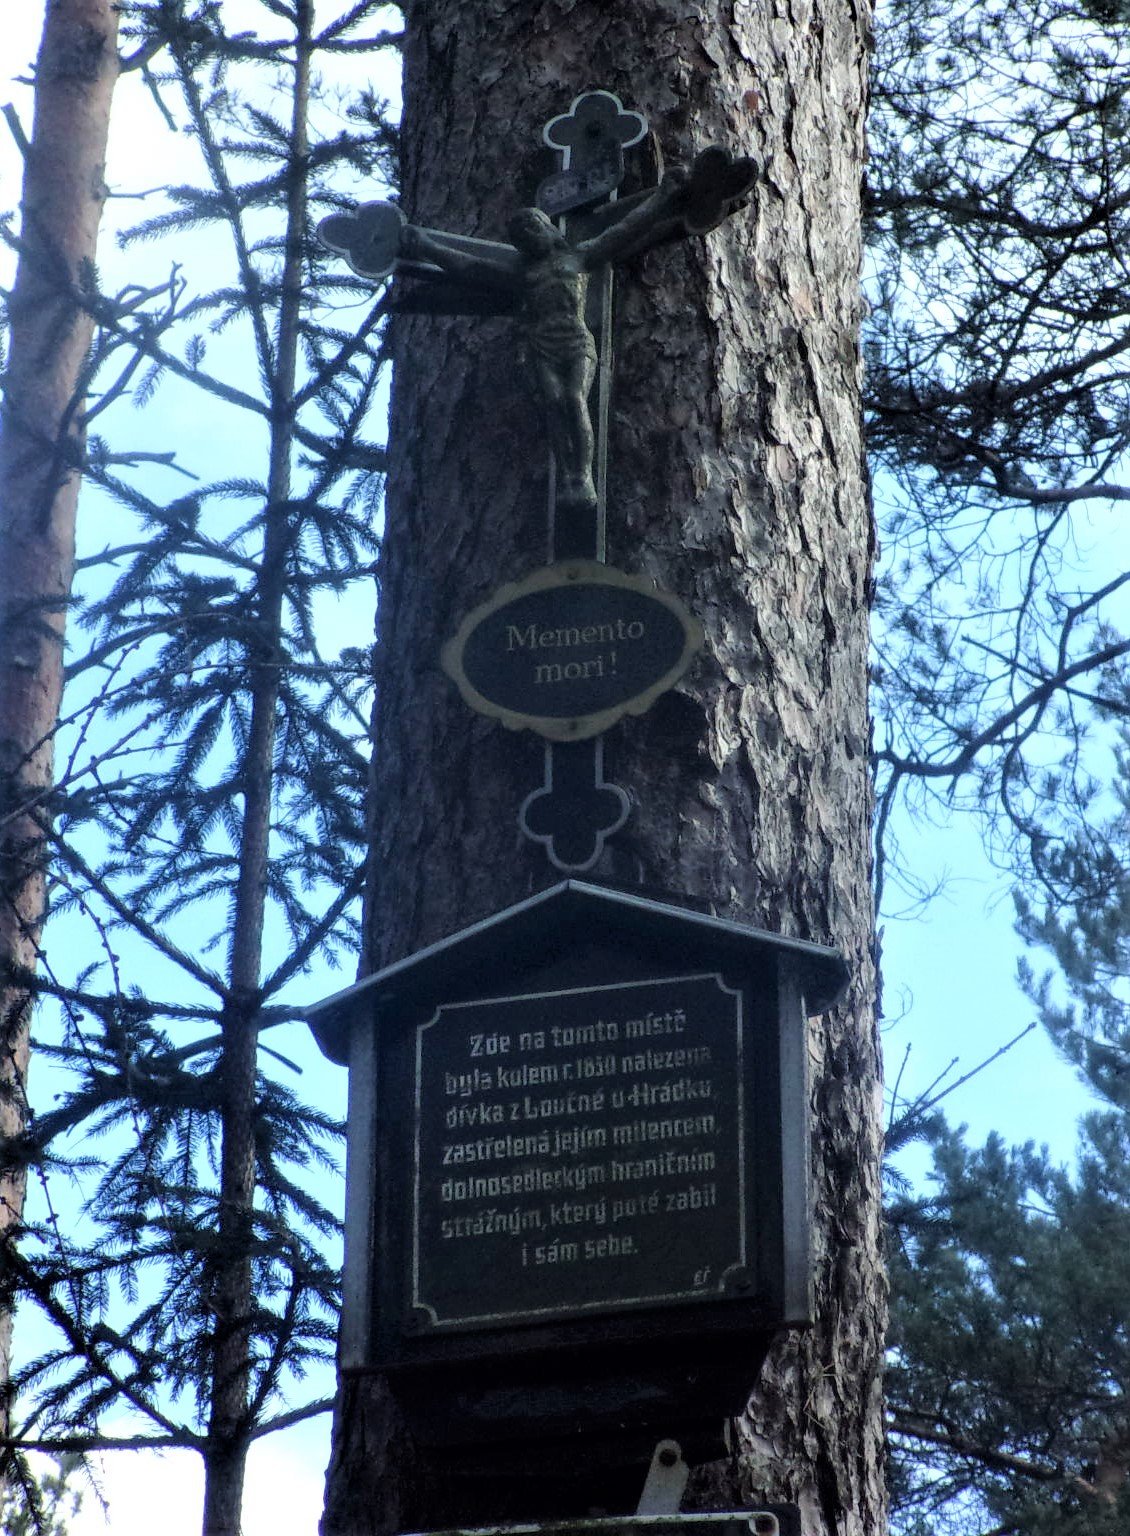 Memento
mori!
Zde na tomto místě
byla kolem r. 1830 nalezena
dívka z Loučné u Hrádku,
zastřelená jejím milencem,
dolnosedleckým hraničním
strážným, který poté zabil
i sám sebe.